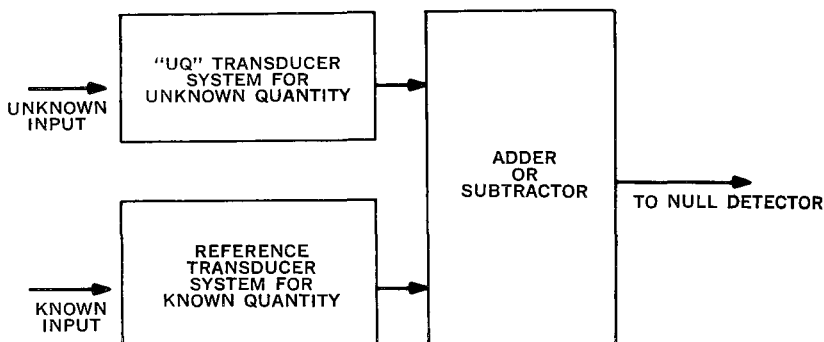 "UQ" TRANSDUCER
SYSTEM FOR
UNKNOWN QUANTITY
UNKNOWN
INPUT
ADDER
OR
SUBTRACTOR
TO NULL DETECTOR
REFERENCE
TRANSDUCER
SYSTEM FOR
KNOWN QUANTITY
KNOWN
INPUT